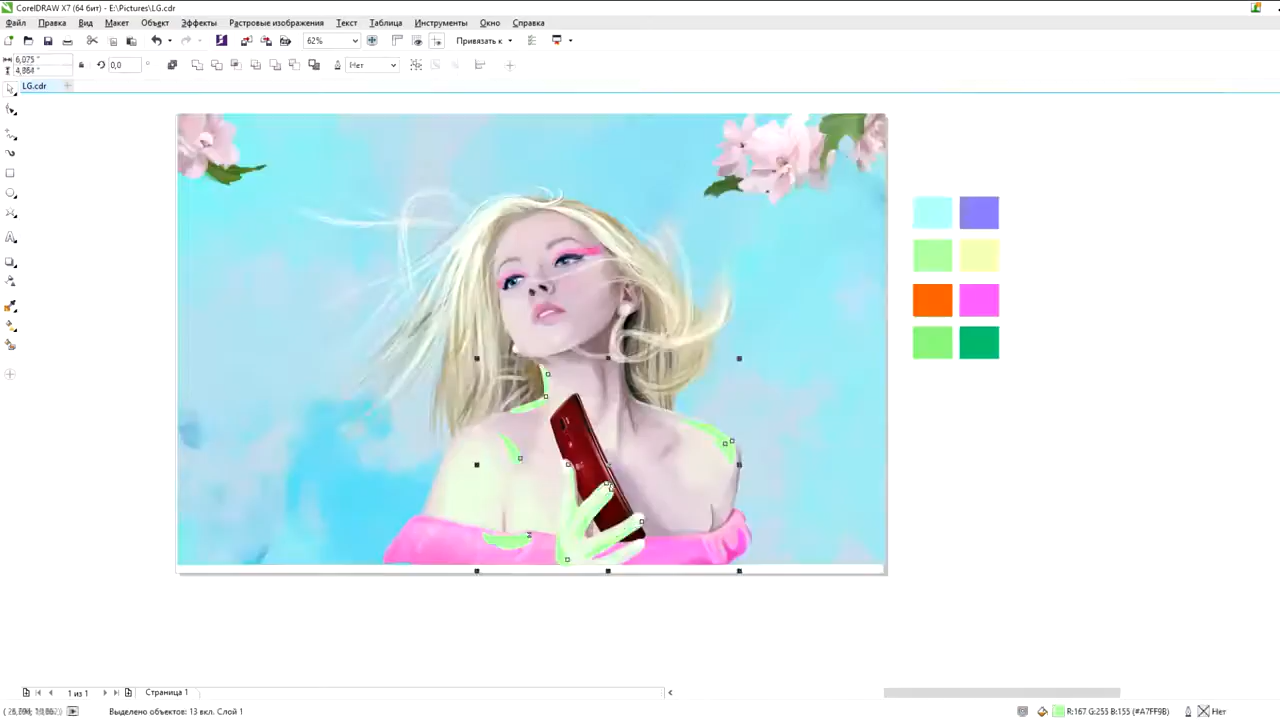 CorelDRAW X7 (64 бит) - E:\Pictures\LG.cdr
Файл Правка Вид Макет Объект Эффекты Растровые изображения Текст Таблица Инструменты Окно Справка
62% Привязать к
6,075 "
4,864 "
0,0 ° Нет
LG.cdr
1 из 1 Страница 1
Выделено объектов: 13 вкл. Слой 1 R:167 G:255 B:155 (#A7FF9B) Нет